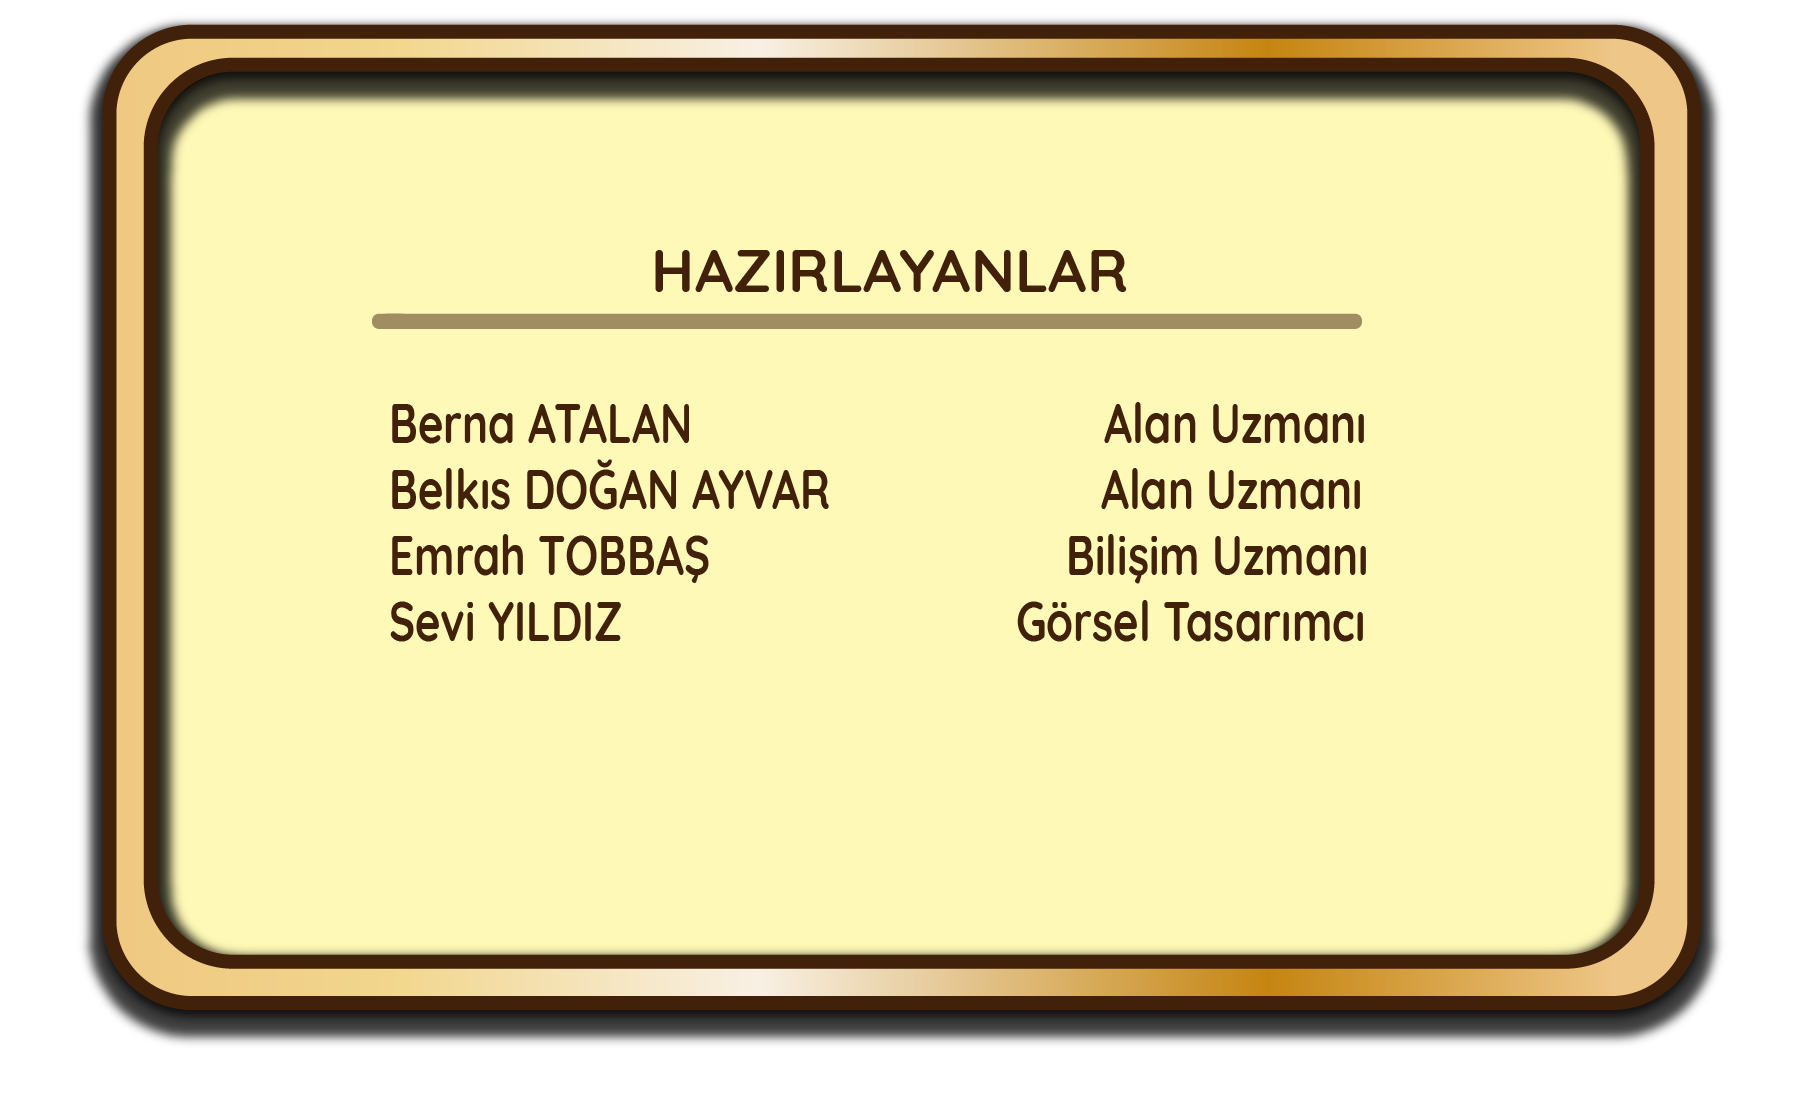 HAZIRLAYANLAR
Berna ATALAN Alan Uzmanı
Belkıs DOĞAN AYVAR Alan Uzmanı
Emrah TOBBAŞ Bilişim Uzmanı
Sevi YILDIZ Görsel Tasarımcı